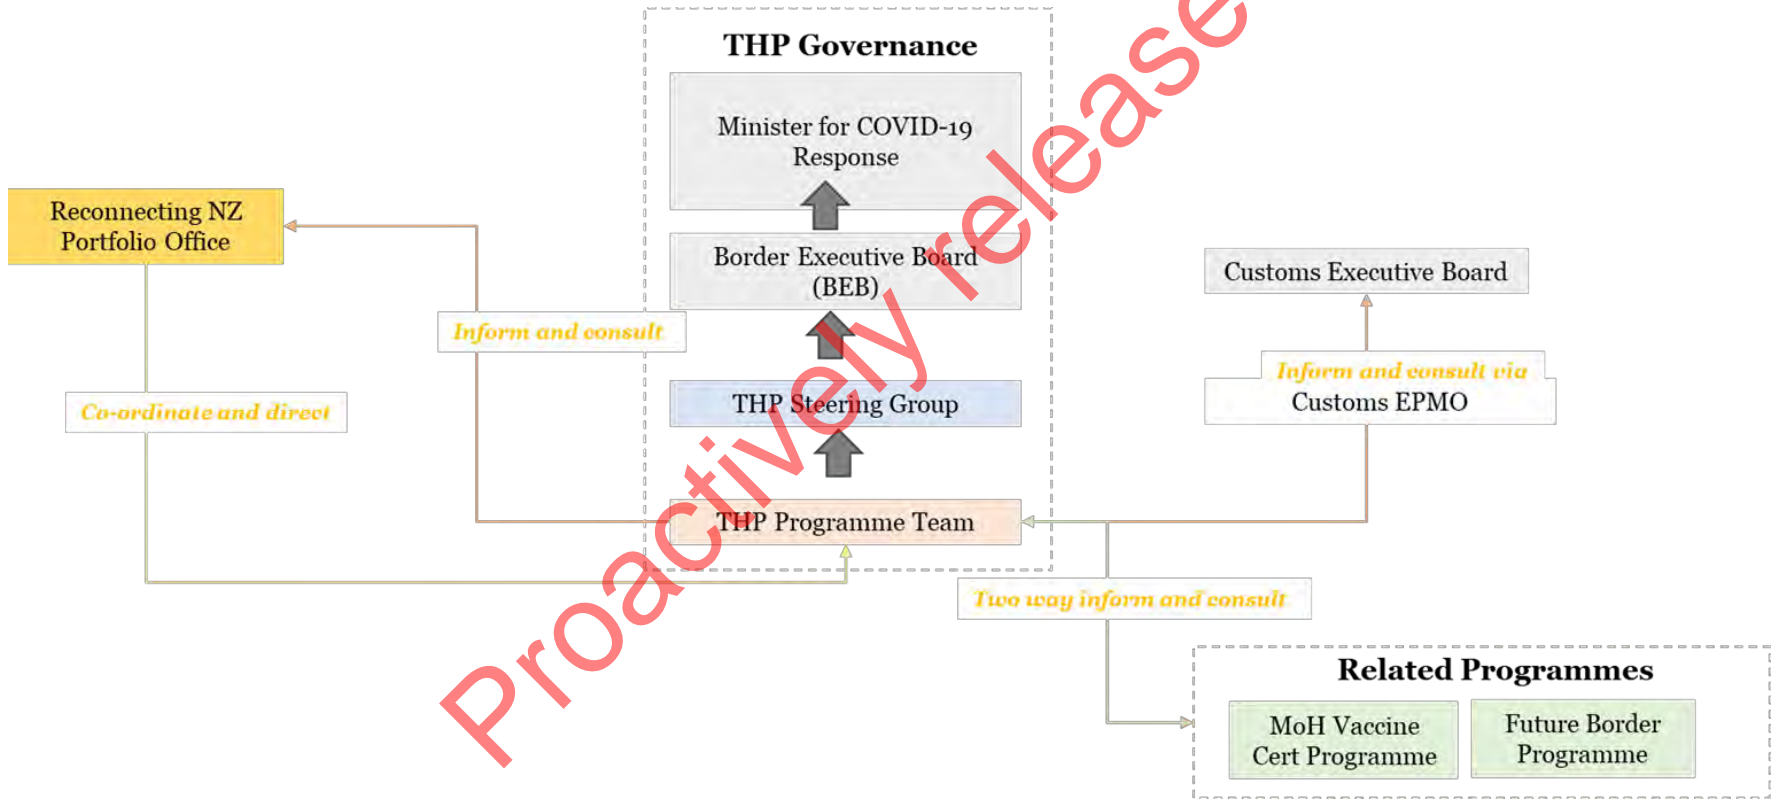 THP Governance
Minister for COVID-19
Response
Reconnecting NZ
Portfolio Office
Border Executive Board
(BEB)
Customs Executive Board
Inform and consult
Inform and consult via
Customs EPMO
Co-ordinate and direct
THP Steering Group
THP Programme Team
Two way inform and consult
Related Programmes
MoH Vaccine
Cert Programme
Future Border
Programme
Proactively release